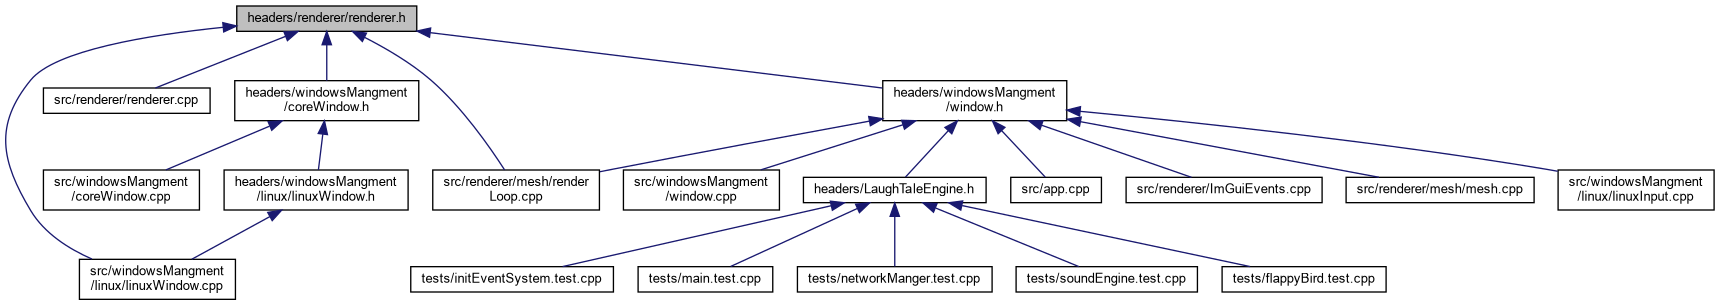 headers/renderer/renderer.h
src/renderer/renderer.cpp
headers/windowsMangment
/coreWindow.h
headers/windowsMangment
/window.h
src/windowsMangment
/coreWindow.cpp
headers/windowsMangment
/linux/linuxWindow.h
src/renderer/mesh/render
Loop.cpp
src/windowsMangment
/window.cpp
headers/LaughTaleEngine.h
src/app.cpp
src/renderer/ImGuiEvents.cpp
src/renderer/mesh/mesh.cpp
src/windowsMangment
/linux/linuxInput.cpp
src/windowsMangment
/linux/linuxWindow.cpp
tests/initEventSystem.test.cpp
tests/main.test.cpp
tests/networkManger.test.cpp
tests/soundEngine.test.cpp
tests/flappyBird.test.cpp